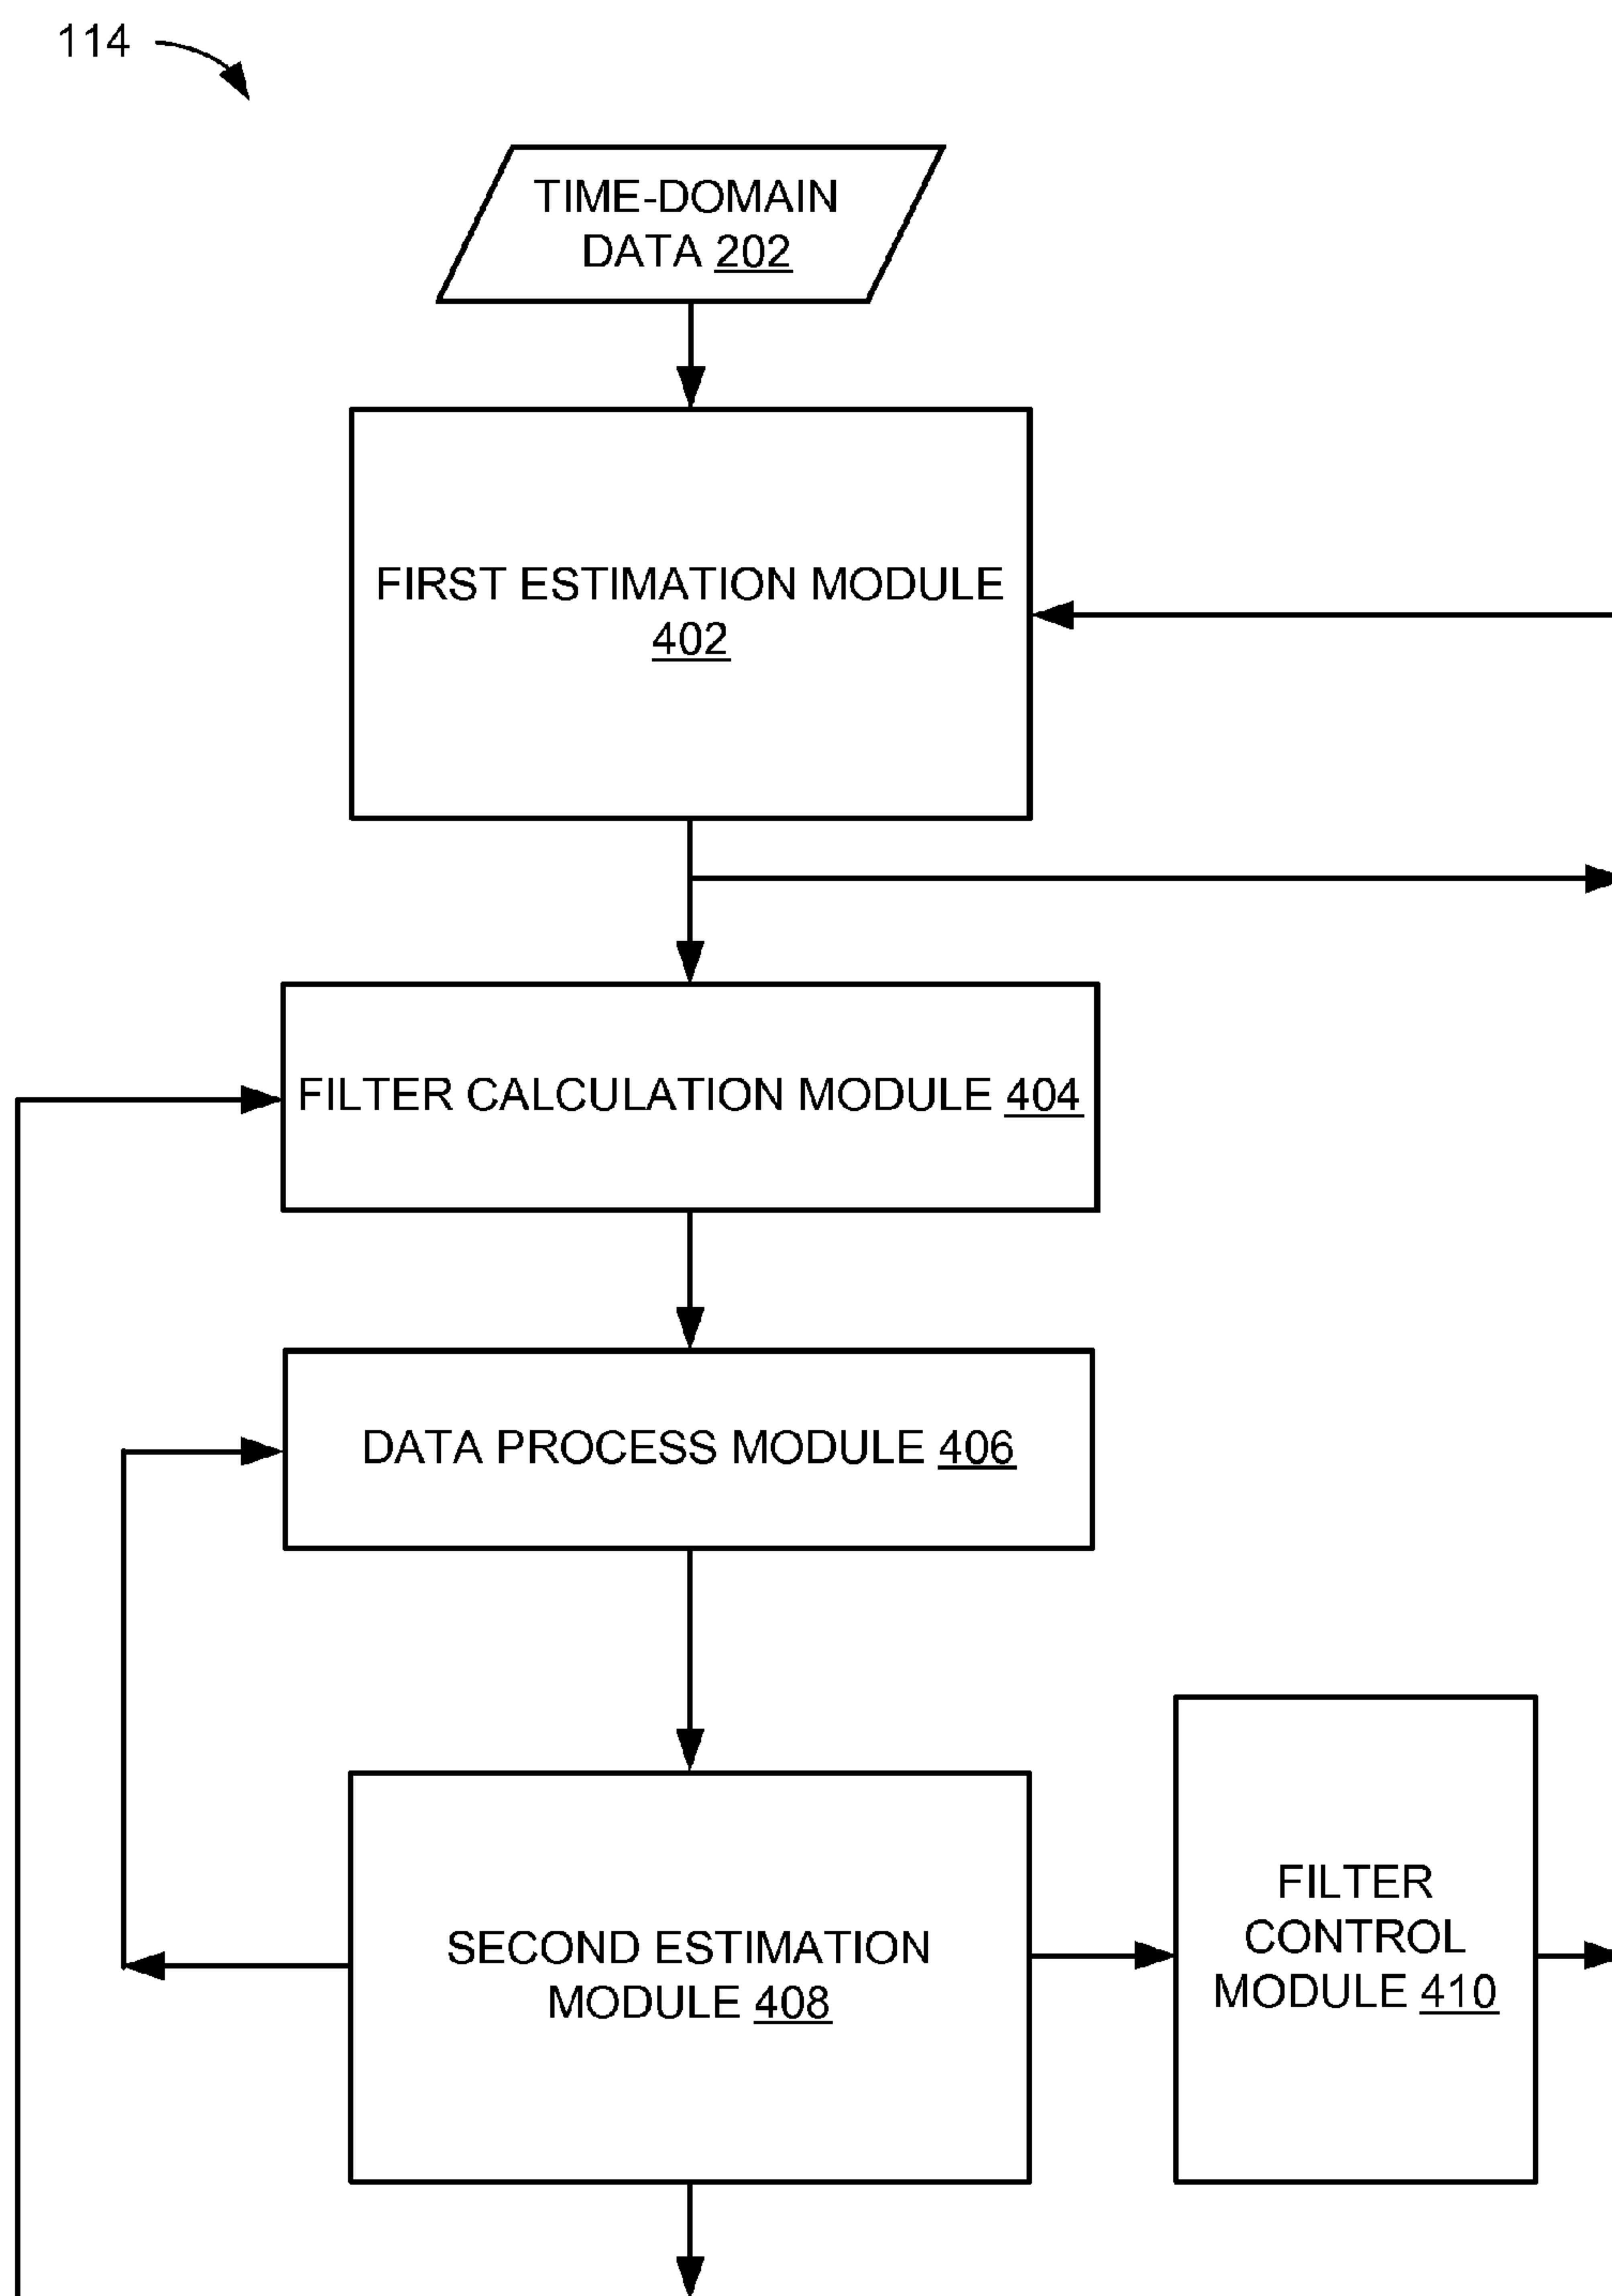 114
TIME-DOMAIN
DATA 202
FIRST ESTIMATION MODULE
402
FILTER CALCULATION MODULE 404
DATA PROCESS MODULE 406
SECOND ESTIMATION
MODULE 408
FILTER
CONTROL
MODULE 410